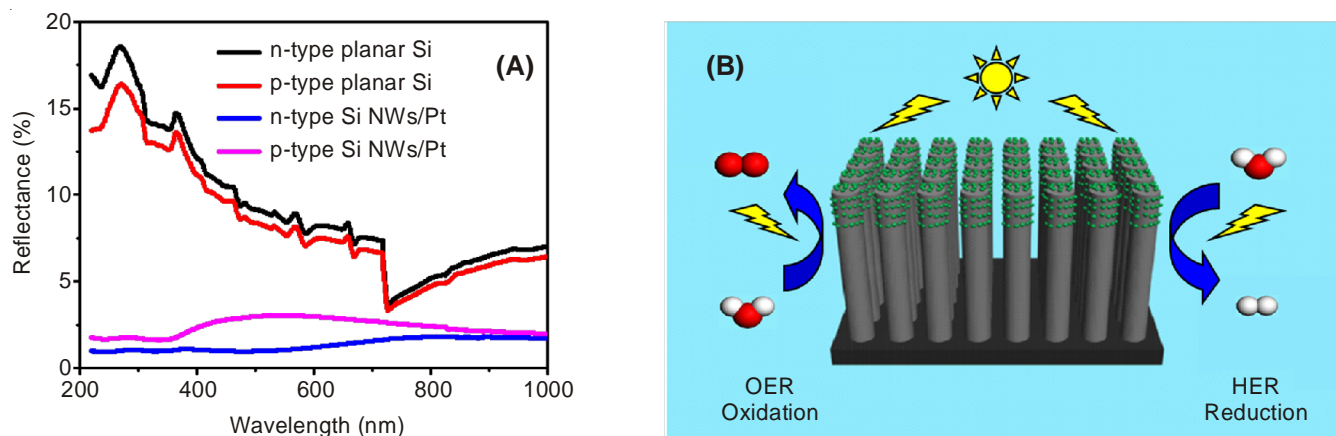 20
15
10
5
0
Reflectance (%)
n-type planar Si
p-type planar Si
n-type Si NWs/Pt
p-type Si NWs/Pt
(A)
200 400 600 800 1000
Wavelength (nm)
(B)
OER
Oxidation
HER
Reduction